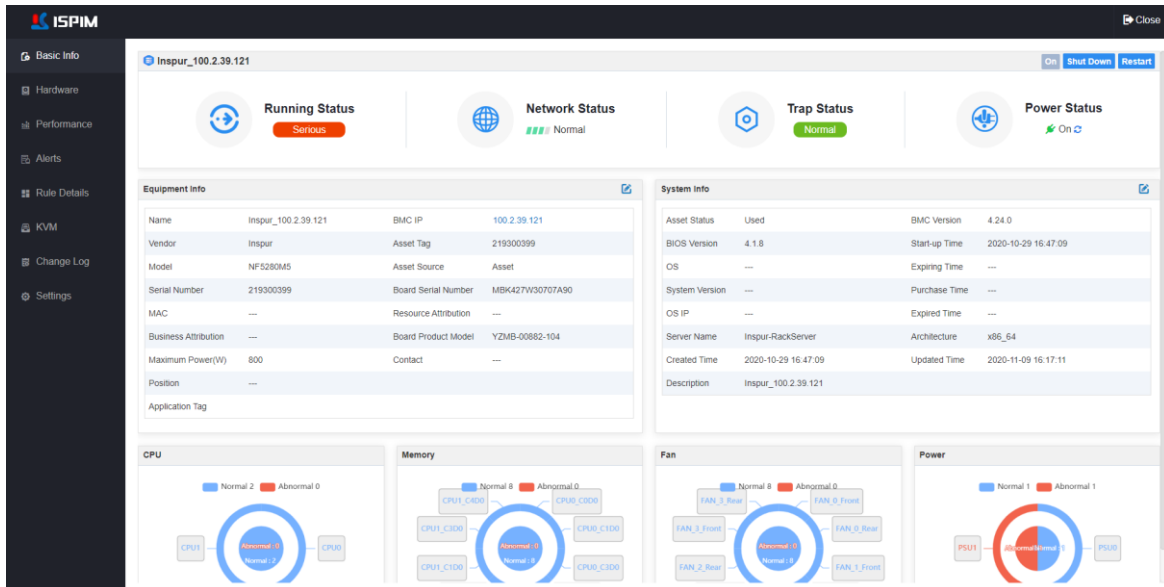 ISPIM
Close
Basic Info
Hardware
Performance
Alerts
Rule Details
KVM
Change Log
Settings
Inspur_100.2.39.121
On Shut Down Restart
Running Status
Serious
Network Status
Normal
Trap Status
Normal
Power Status
On
Equipment Info
Name Inspur_100.2.39.121 BMC IP 100.2.39.121
Vendor Inspur Asset Tag 219300399
Model NF5280M5 Asset Source Asset
Serial Number 219300399 Board Serial Number MBK427W30707A90
MAC --- Resource Attribution ---
Business Attribution --- Board Product Model YZMB-00882-104
Maximum Power(W) 800 Contact ---
Position ---
Application Tag
System Info
Asset Status Used BMC Version 4.24.0
BIOS Version 4.1.8 Start-up Time 2020-10-29 16:47:09
OS --- Expiring Time ---
System Version --- Purchase Time ---
OS IP --- Expired Time ---
Server Name Inspur-RackServer Architecture x86_64
Created Time 2020-10-29 16:47:09 Updated Time 2020-11-09 16:17:11
Description Inspur_100.2.39.121
CPU
Normal 2 Abnormal 0
CPU1
Abnormal : 0
Normal : 2
CPU0
Memory
Normal 8 Abnormal 0
CPU1_C4D0 CPU0_C0D0
CPU1_C3D0 CPU0_C1D0
Abnormal : 0
Normal : 8
CPU1_C1D0 CPU0_C3D0
Fan
Normal 8 Abnormal 0
FAN_3_Rear FAN_0_Front
FAN_3_Front FAN_0_Rear
Abnormal : 0
Normal : 8
FAN_2_Rear FAN_1_Front
Power
Normal 1 Abnormal 1
PSU1
PSU0